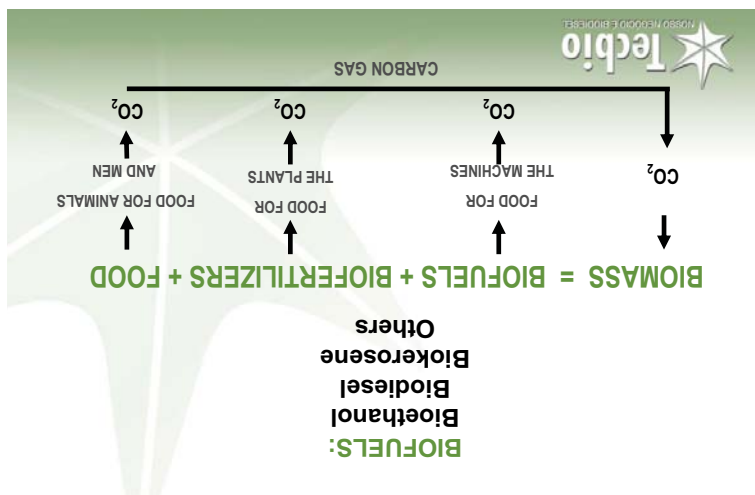 BIOFUELS:
Bioethanol
Biodiesel
Biokerosene
Others
BIOMASS = BIOFUELS + BIOFERTILIZERS + FOOD
CO₂
FOOD FOR
THE MACHINES
CO₂
FOOD FOR
THE PLANTS
CO₂
FOOD FOR ANIMALS
AND MEN
CO₂
CARBON GAS
Tecbio
NOSSO NEGÓCIO É BIODIESEL